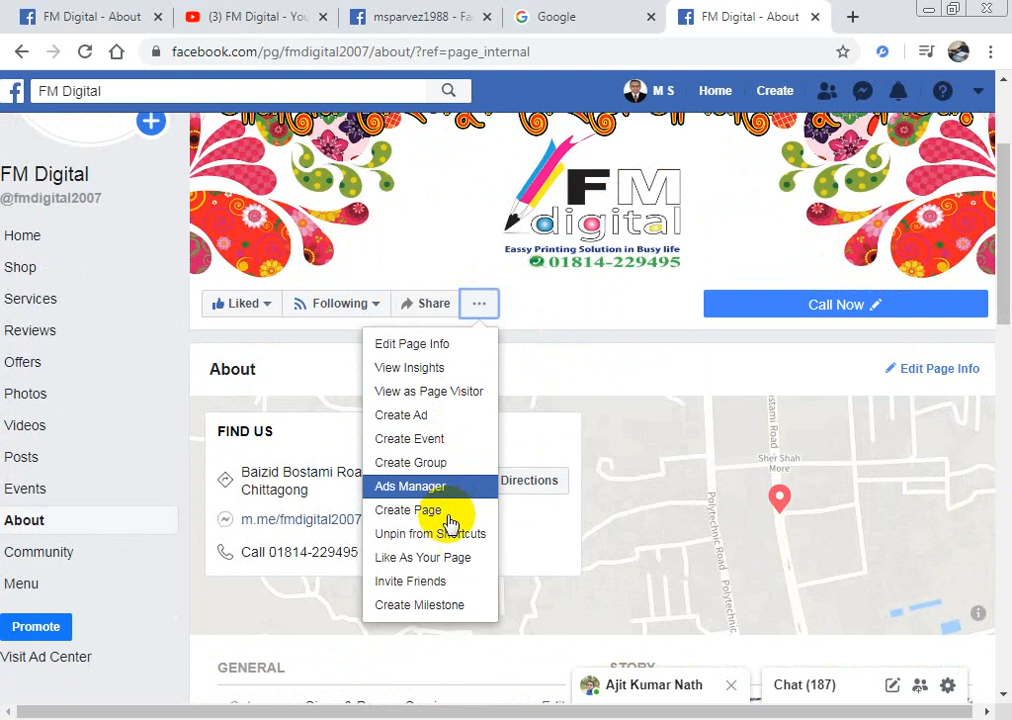 FM Digital - About
(3) FM Digital - You
msparvez1988 - Fac
Google
FM Digital - About
facebook.com/pg/fmdigital2007/about/?ref=page_internal
FM Digital
M S
Home
Create
FM Digital
@fmdigital2007
Home
Shop
Services
Reviews
Offers
Photos
Videos
Posts
Events
About
Community
Menu
Promote
Visit Ad Center
FM
digital
Eassy Printing Solution in Busy life
01814-229495
Liked
Following
Share
...
Call Now
Edit Page Info
View Insights
View as Page Visitor
Create Ad
Create Event
Create Group
Ads Manager
Create Page
Unpin from Shortcuts
Like As Your Page
Invite Friends
Create Milestone
About
Edit Page Info
FIND US
Baizid Bostami Roa
Chittagong
Directions
m.me/fmdigital2007
Call 01814-229495
Bostami Road
Sher Shah
More
Polytechnic Road
Polytechnic
GENERAL
STORY
Edit
Ajit Kumar Nath
Chat (187)